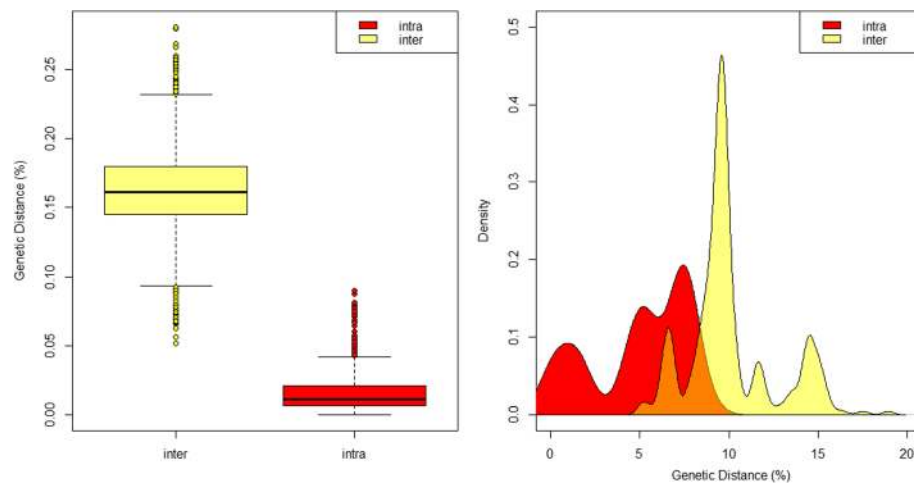 intra
inter
Genetic Distance (%)
0.25
0.20
0.15
0.10
0.05
0.00
inter
intra
intra
inter
Density
0.5
0.4
0.3
0.2
0.1
0.0
0
5
10
15
20
Genetic Distance (%)